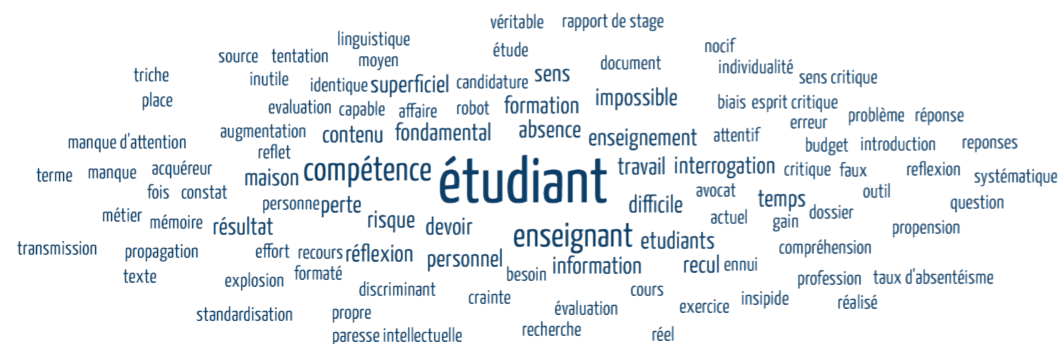 véritable rapport de stage
linguistique
source tentation moyen étude nocif
triche document individualité
inutile identique superficiel candidature sens sens critique
place
evaluation capable affaire robot formation impossible biais esprit critique
augmentation contenu fondamental absence enseignement attentif erreur problème réponse
manque d'attention reflet budget introduction reponses
terme manque acquéreur maison compétence étudiant travail interrogation critique faux reflexion systématique
fois constat personne perte difficile avocat temps outil question
métier mémoire résultat risque devoir actuel gain dossier propension
transmission propagation effort recours réflexion personnel enseignant etudiants compréhension
texte explosion formaté besoin information recul ennui profession taux d'absentéisme
discriminant crainte cours insipide réalisé
standardisation propre évaluation exercice
paresse intellectuelle recherche réel